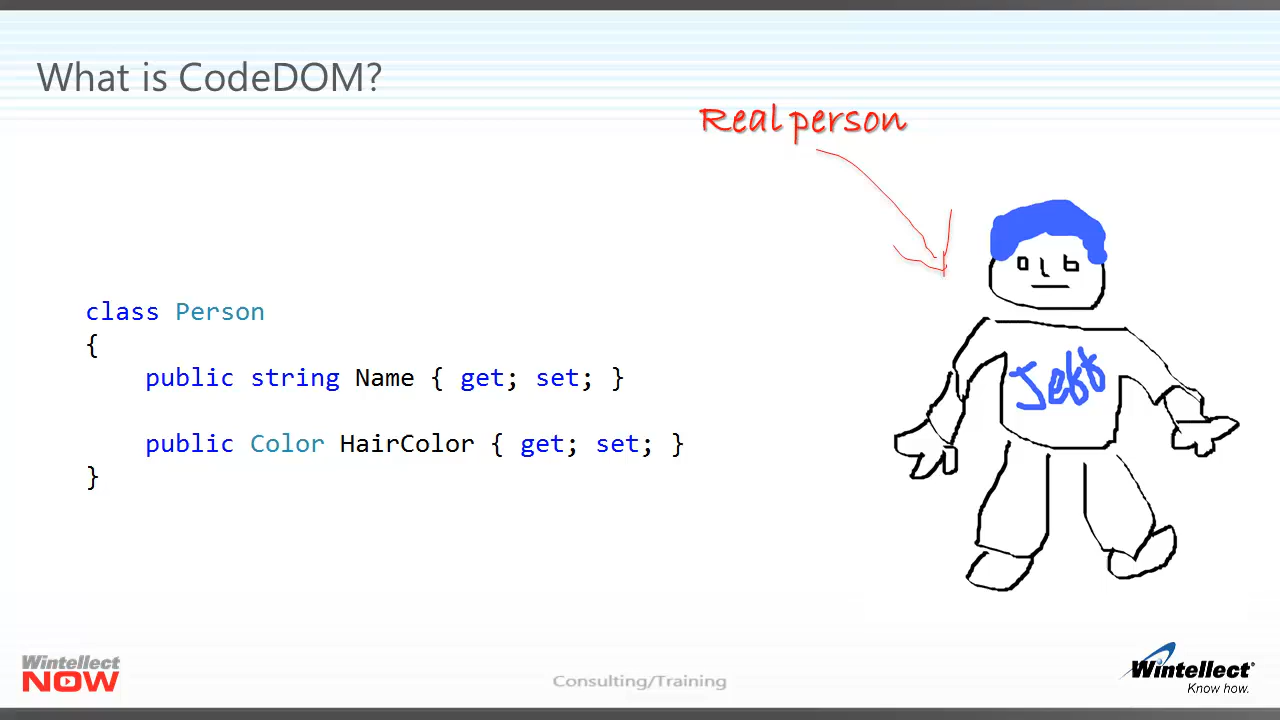 What is CodeDOM?
Real person
class Person
{
public string Name { get; set; }
public Color HairColor { get; set; }
}
Jeff
Wintellect
NOW
Consulting/Training
Wintellect
Know how.